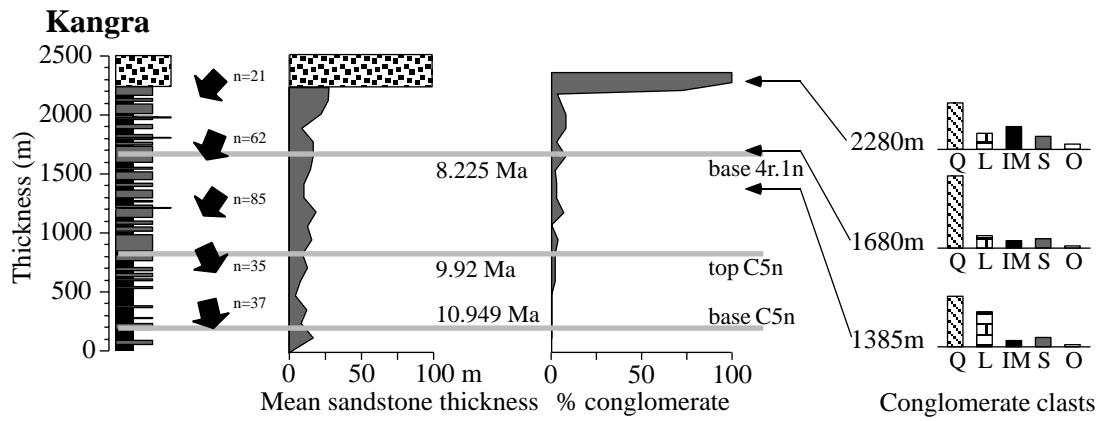 Kangra
Thickness (m)
2500
2000
1500
1000
500
0
n=21
n=62
n=85
n=35
n=37
8.225 Ma
9.92 Ma
10.949 Ma
base 4r.1n
top C5n
base C5n
0 100 m
Mean sandstone thickness
0 50 100
% conglomerate
2280m
Q L IM S O
1680m
Q L IM S O
1385m
Q L IM S O
Conglomerate clasts